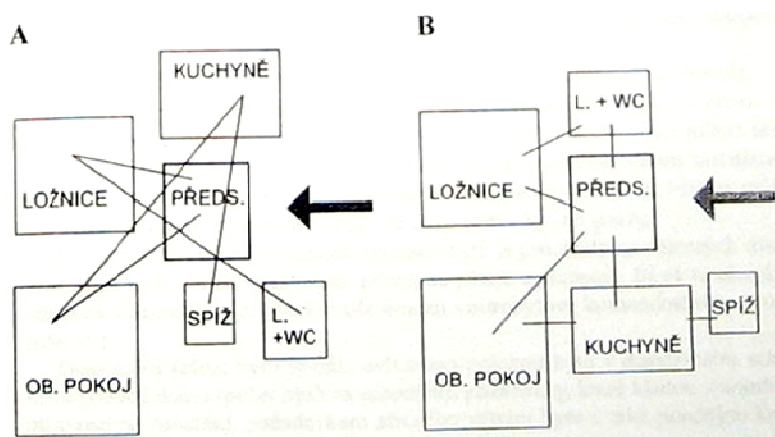 A
KUCHYNĚ
LOŽNICE
PŘEDS.
SPÍŽ
L.
+WC
OB. POKOJ
B
L. + WC
LOŽNICE
PŘEDS.
KUCHYNĚ
SPÍŽ
OB. POKOJ